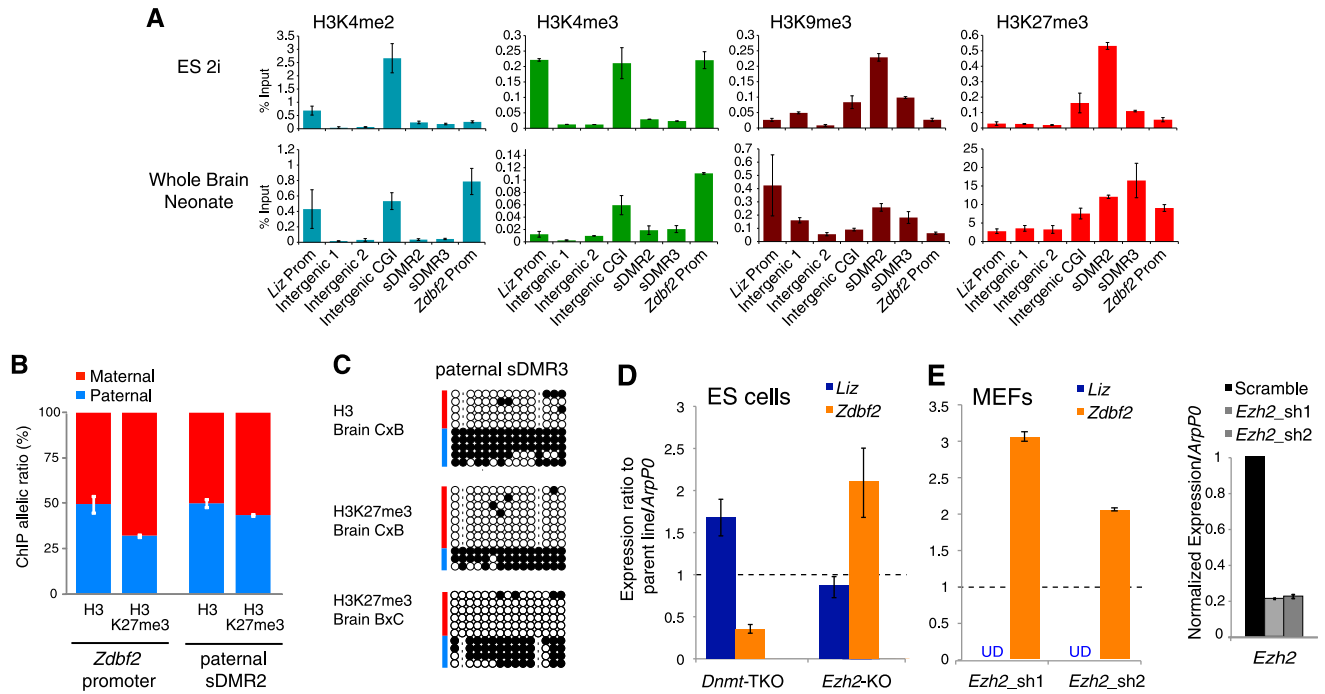 A
H3K4me2
H3K4me3
H3K9me3
H3K27me3
ES 2i
% Input
3.5
3
2.5
2
1.5
1
0.5
0
0.3
0.25
0.2
0.15
0.1
0.05
0
0.3
0.25
0.2
0.15
0.1
0.05
0
0.6
0.5
0.4
0.3
0.2
0.1
0
Whole Brain
Neonate
% Input
1.2
1
0.8
0.6
0.4
0.2
0
0.14
0.12
0.1
0.08
0.06
0.04
0.02
0
0.7
0.6
0.5
0.4
0.3
0.2
0.1
0
25
20
15
10
5
0
Liz Prom
Intergenic 1
Intergenic 2
Intergenic CGI
sDMR2
sDMR3
Zdbf2 Prom
Liz Prom
Intergenic 1
Intergenic 2
Intergenic CGI
sDMR2
sDMR3
Zdbf2 Prom
Liz Prom
Intergenic 1
Intergenic 2
Intergenic CGI
sDMR2
sDMR3
Zdbf2 Prom
Liz Prom
Intergenic 1
Intergenic 2
Intergenic CGI
sDMR2
sDMR3
Zdbf2 Prom
B
Maternal
Paternal
ChIP allelic ratio (%)
100
75
50
25
0
H3
H3
K27me3
H3
H3
K27me3
Zdbf2
promoter
paternal
sDMR2
C
paternal sDMR3
H3
Brain CxB
H3K27me3
Brain CxB
H3K27me3
Brain BxC
D
ES cells
Liz
Zdbf2
Expression ratio to
parent line/ArpP0
3
2.5
2
1.5
1
0.5
0
Dnmt-TKO
Ezh2-KO
E
MEFs
Liz
Zdbf2
3.5
3
2.5
2
1.5
1
0.5
0
UD
UD
Ezh2_sh1
Ezh2_sh2
Scramble
Ezh2_sh1
Ezh2_sh2
Normalized Expression/ArpP0
1
0.8
0.6
0.4
0.2
0
Ezh2